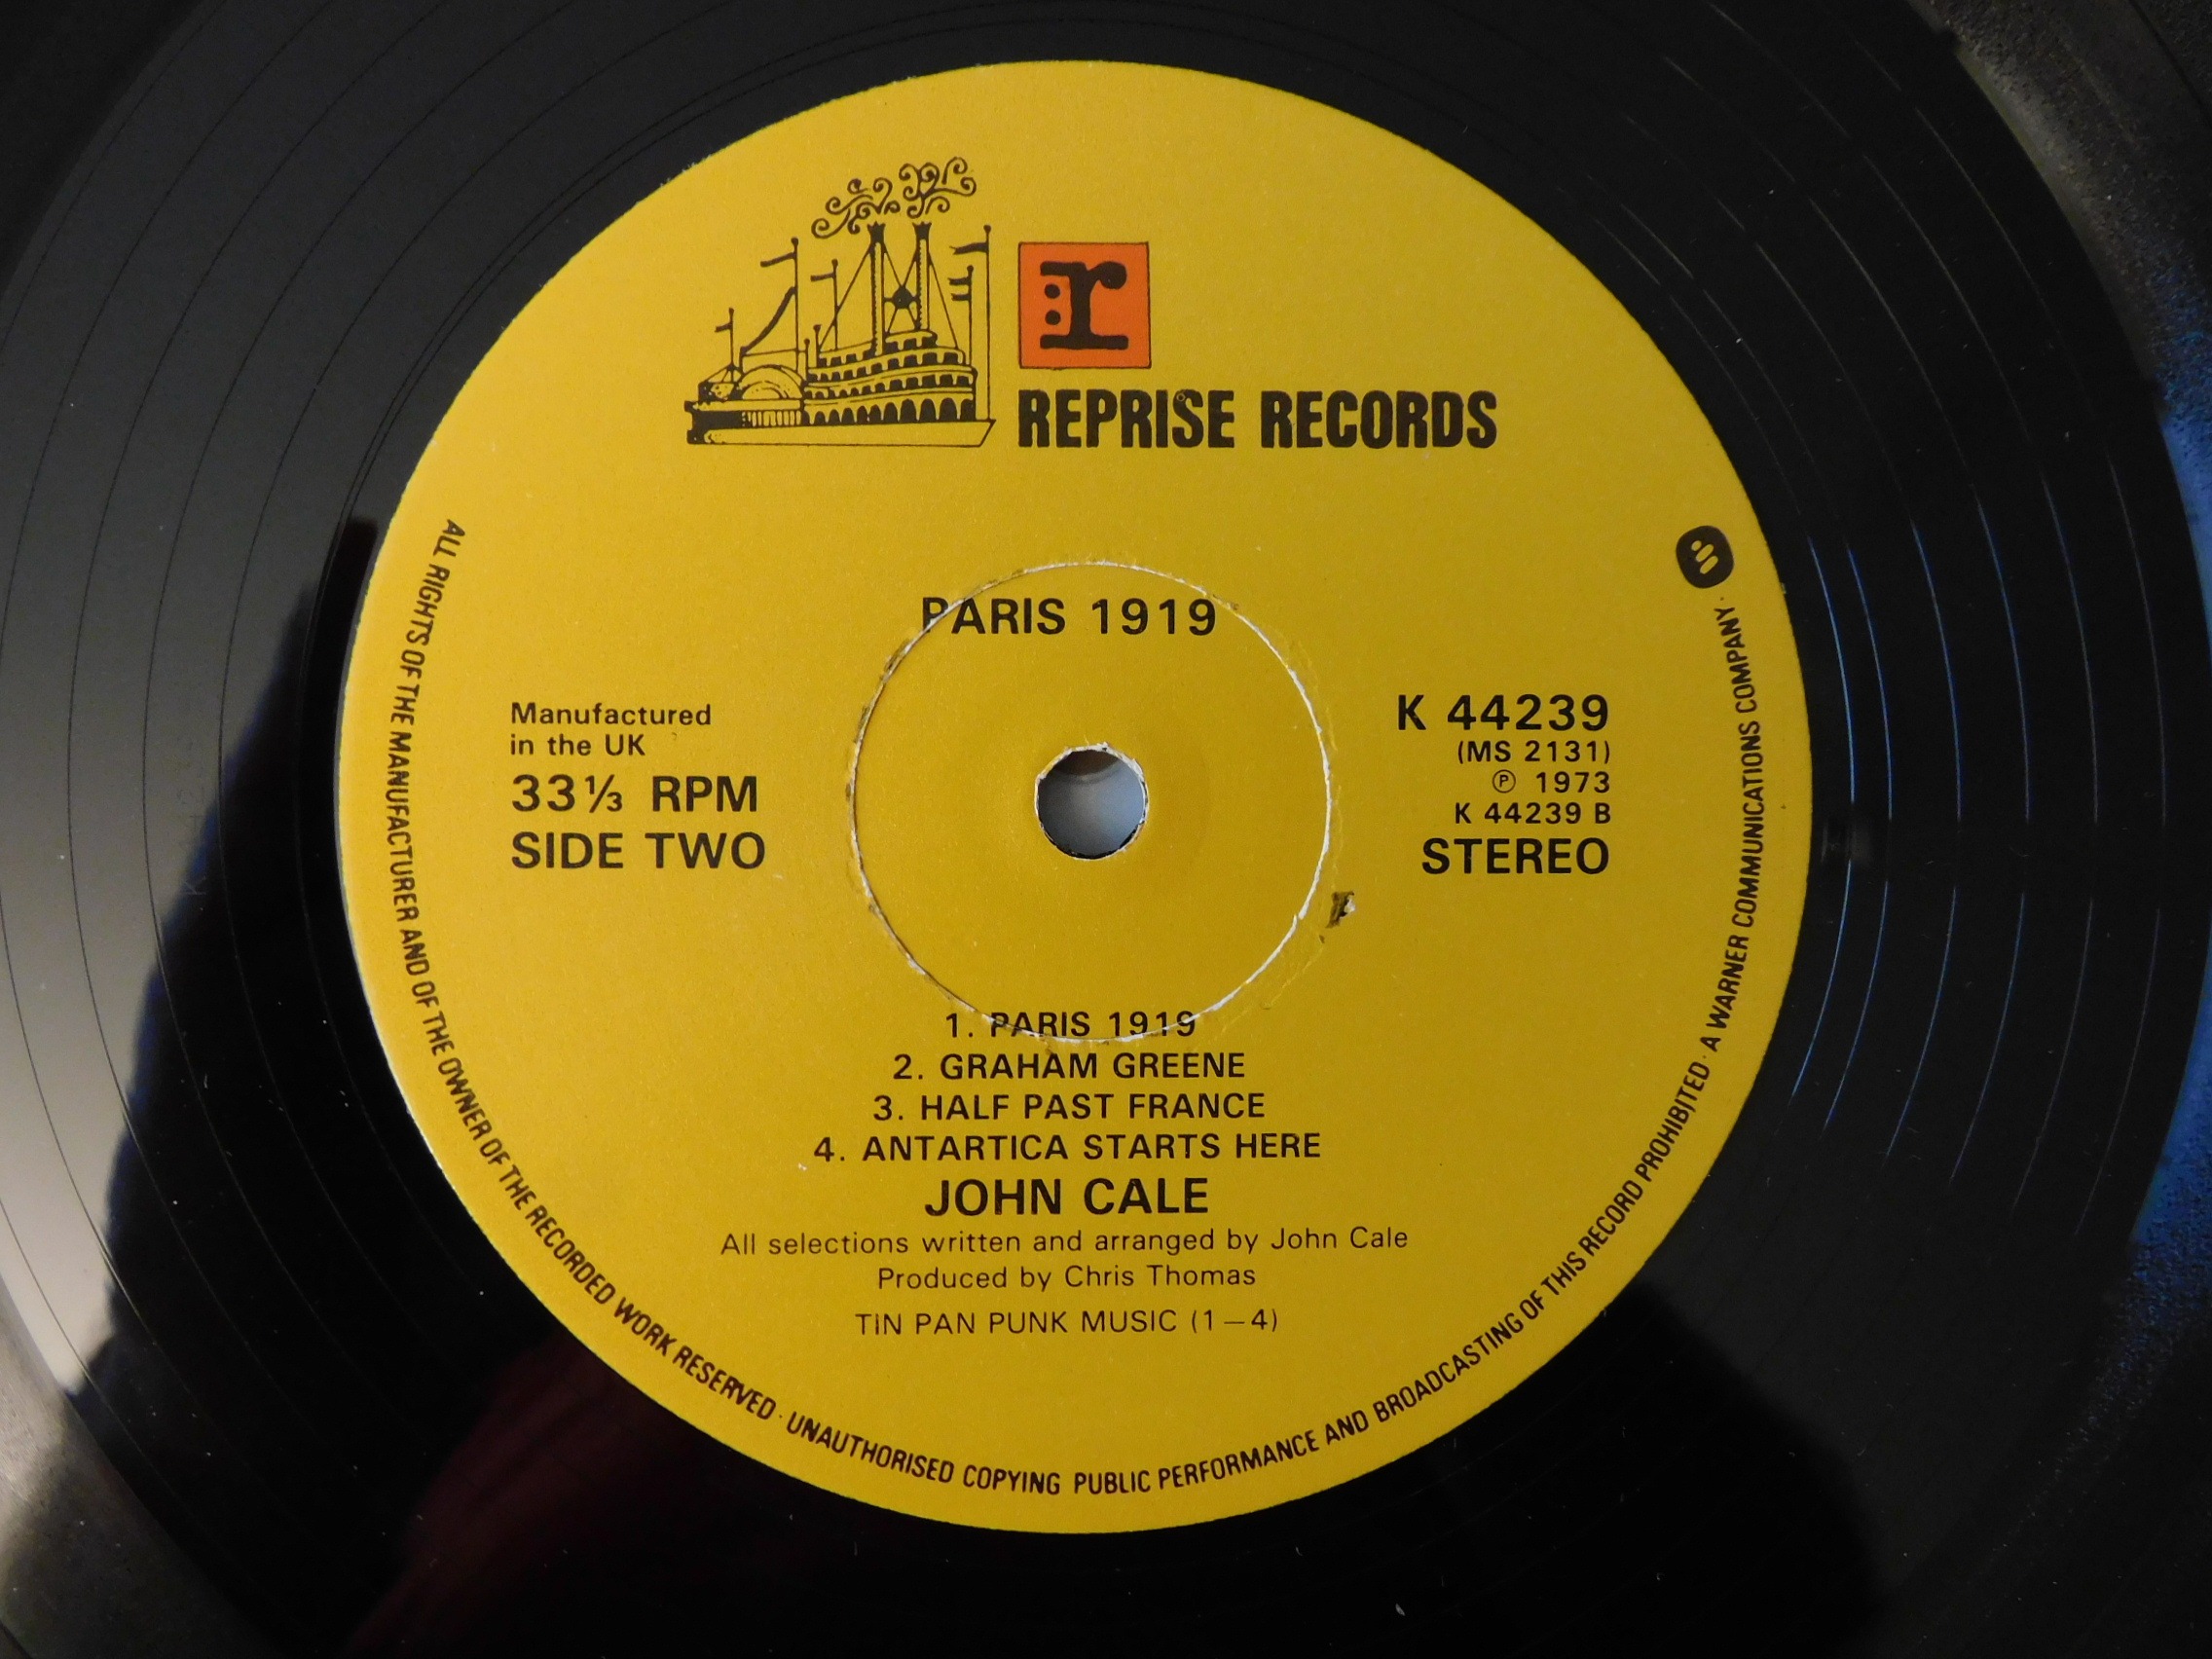 r
REPRISE RECORDS
PARIS 1919
Manufactured
in the UK
33⅓ RPM
SIDE TWO
K 44239
(MS 2131)
℗ 1973
K 44239 B
STEREO
1. PARIS 1919
2. GRAHAM GREENE
3. HALF PAST FRANCE
4. ANTARTICA STARTS HERE
JOHN CALE
All selections written and arranged by John Cale
Produced by Chris Thomas
TIN PAN PUNK MUSIC (1—4)
ALL RIGHTS OF THE MANUFACTURER AND OF THE OWNER OF THE RECORDED WORK RESERVED · UNAUTHORISED COPYING PUBLIC PERFORMANCE AND BROADCASTING OF THIS RECORD PROHIBITED · A WARNER COMMUNICATIONS COMPANY ·